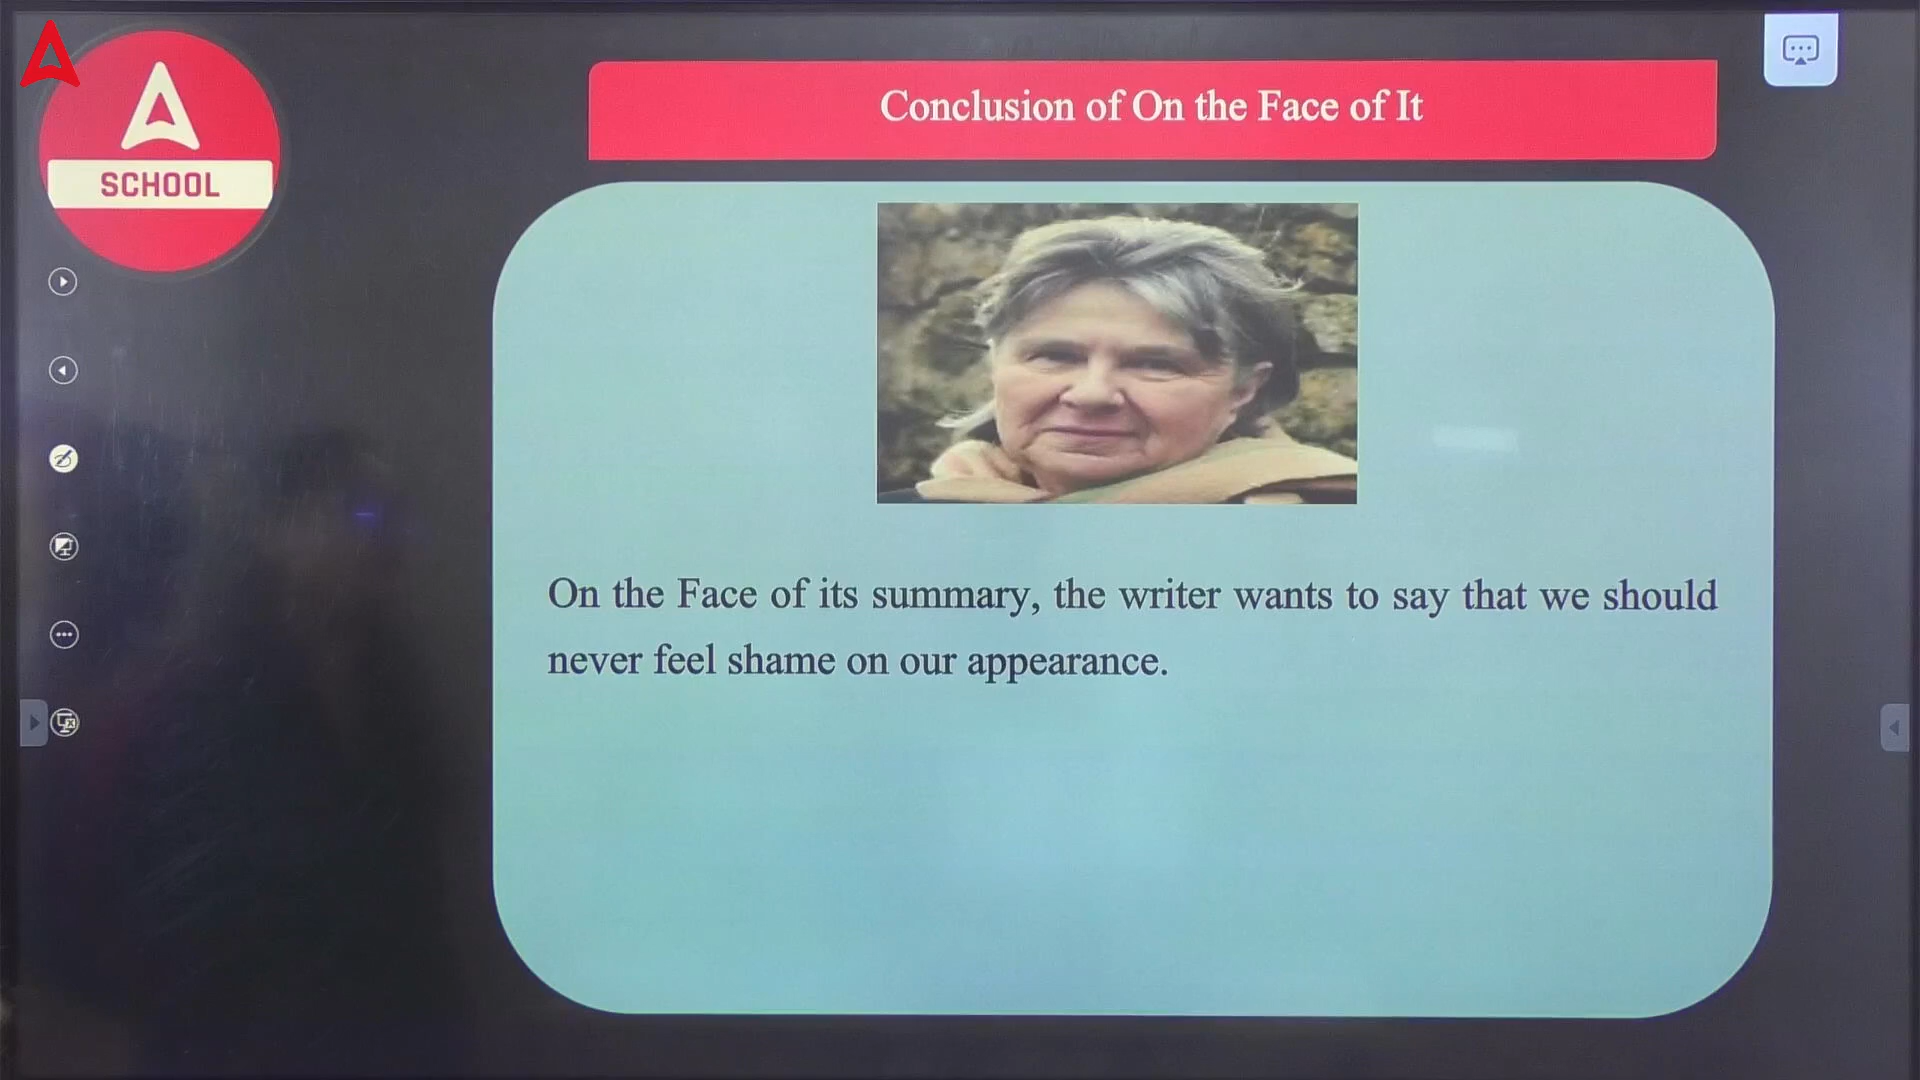 SCHOOL
Conclusion of On the Face of It
On the Face of its summary, the writer wants to say that we should
never feel shame on our appearance.